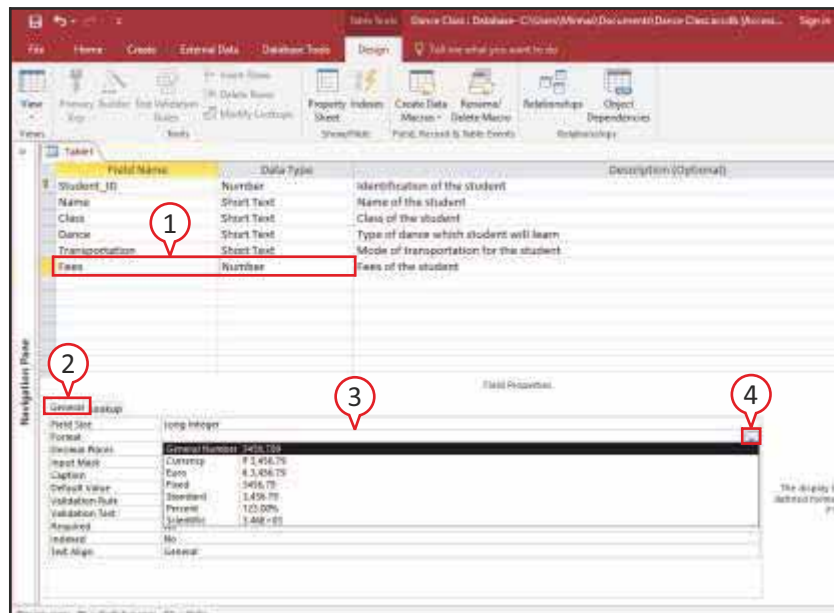 Table Tools Dance Class : Database- C:\Users\Minhaj\Documents\Dance Class.accdb (Access... Sign in
File Home Create External Data Database Tools Design Tell me what you want to do
View Primary Key Builder Test Validation Rules Insert Rows Delete Rows Modify Lookups Property Sheet Indexes Create Data Macros Rename/ Delete Macro Relationships Object Dependencies
Views Tools Show/Hide Field, Record & Table Events Relationships
Table1
Field Name Data Type Description (Optional)
Student_ID Number Identification of the student
Name Short Text Name of the student
Class Short Text Class of the student
Dance Short Text Type of dance which student will learn
Transportation Short Text Mode of transportation for the student
Fees Number Fees of the student
1
2
3
4
Navigation Pane
Field Properties
General Lookup
Field Size Long Integer
Format
Decimal Places General Number 3456.789
Input Mask Currency ₹ 3,456.79
Caption Euro € 3,456.79
Default Value Fixed 3456.79
Validation Rule Standard 3,456.79
Validation Text Percent 123.00%
Required Scientific 3.46E+03
Indexed No
Text Align General
The display
defined forma